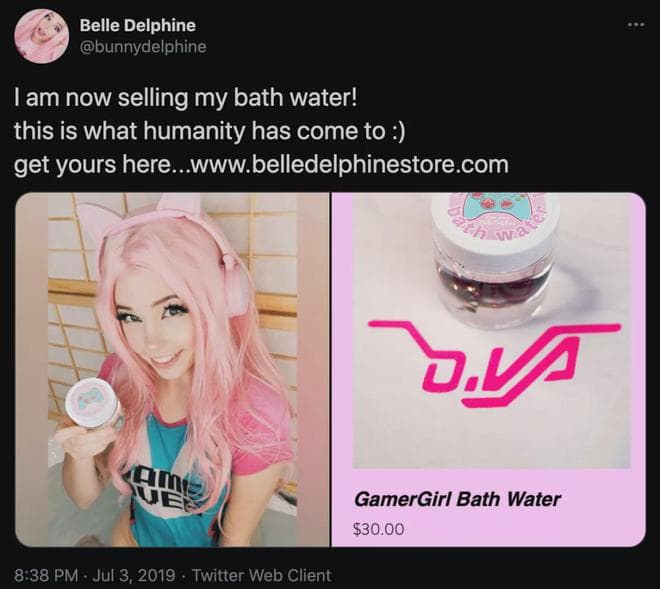 Belle Delphine
@bunnydelphine
I am now selling my bath water!
this is what humanity has come to :)
get yours here...www.belledelphinestore.com
bath water
D.VA
GAME
OVER
GamerGirl Bath Water
$30.00
8:38 PM · Jul 3, 2019 · Twitter Web Client